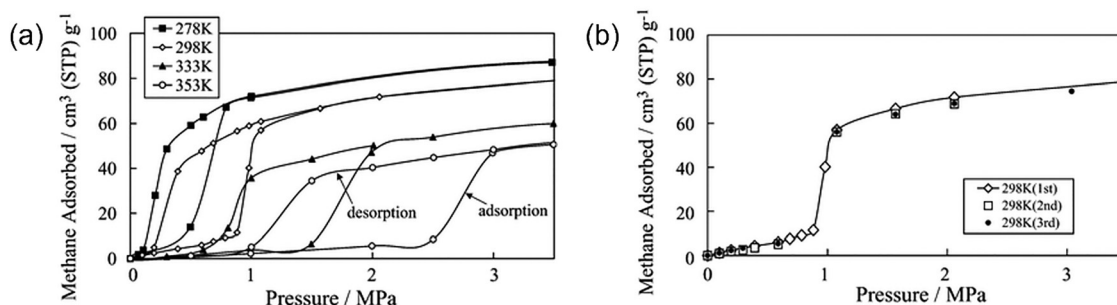 (a)
Methane Adsorbed / cm³ (STP) g⁻¹
100
80
60
40
20
0
278K
298K
333K
353K
desorption
adsorption
0
1
2
3
Pressure / MPa
(b)
Methane Adsorbed / cm³ (STP) g⁻¹
100
80
60
40
20
0
298K(1st)
298K(2nd)
298K(3rd)
0
1
2
3
Pressure / MPa